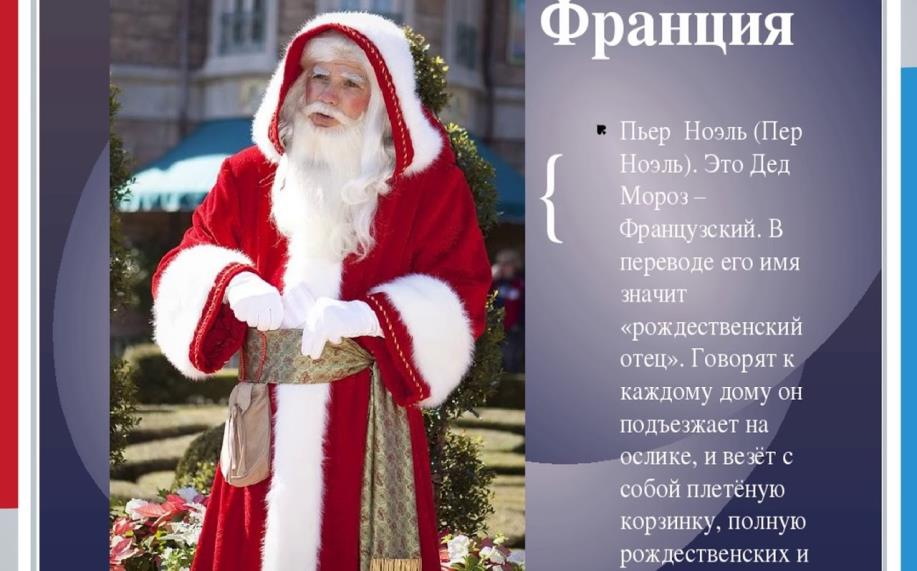 Франция
Пьер Ноэль (Пер
Ноэль). Это Дед
Мороз –
Французский. В
переводе его имя
значит
«рождественский
отец». Говорят к
каждому дому он
подъезжает на
ослике, и везёт с
собой плетёную
корзинку, полную
рождественских и